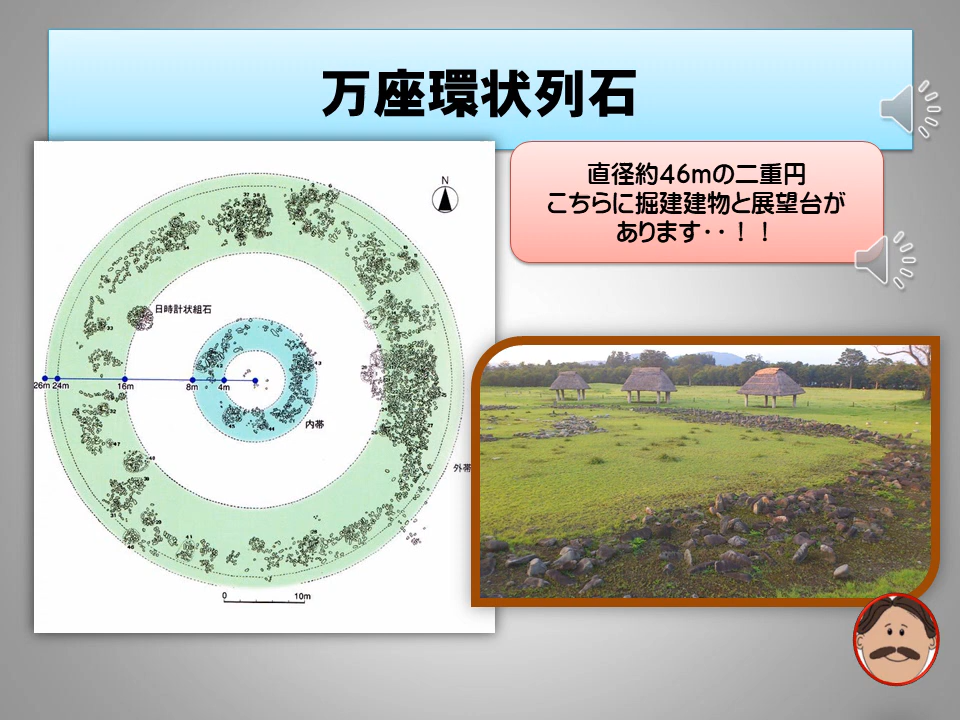 万座環状列石
直径約46mの二重円
こちらに掘建建物と展望台が
あります・・！！
N
日時計状組石
26m 24m 16m 8m 4m
内帯
外帯
0 10m